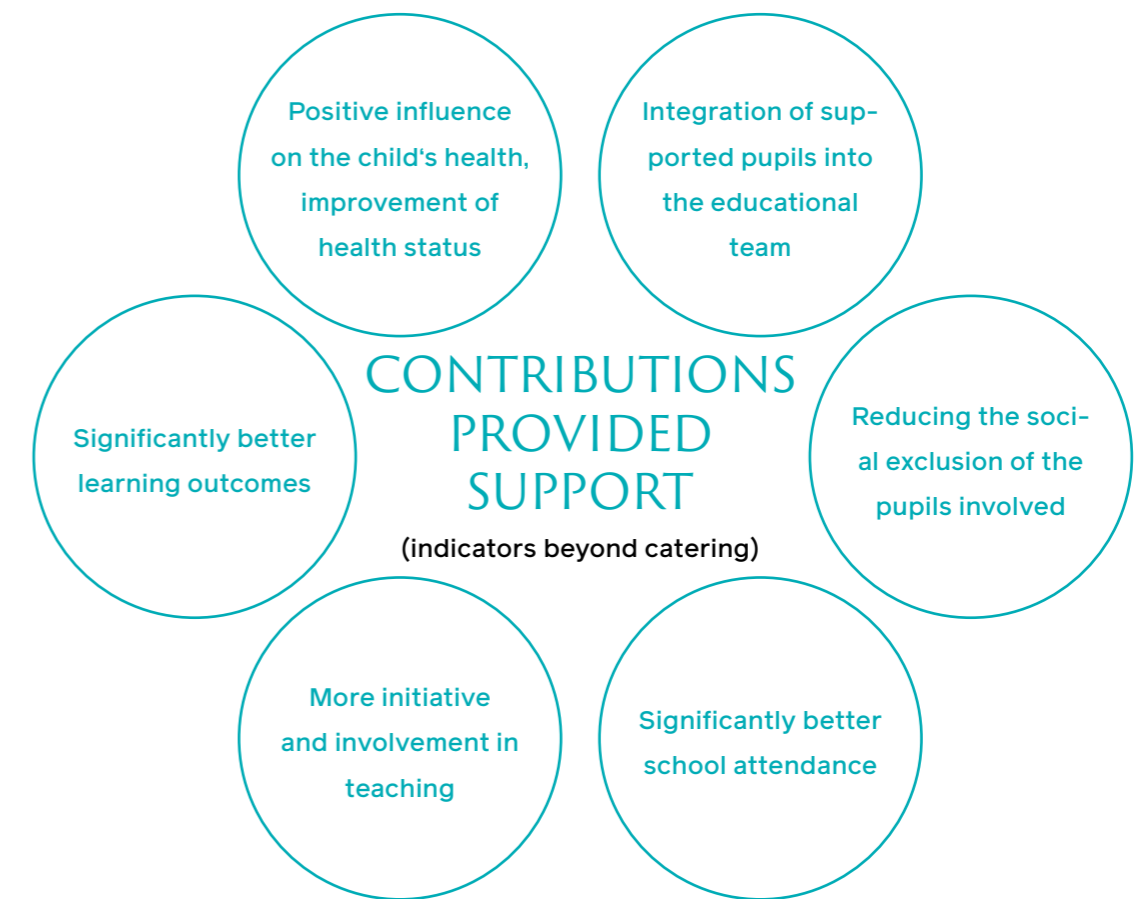 Positive influence
on the child‘s health,
improvement of
health status
Integration of sup-
ported pupils into
the educational
team
CONTRIBUTIONS
PROVIDED
SUPPORT
(indicators beyond catering)
Significantly better
learning outcomes
Reducing the soci-
al exclusion of the
pupils involved
More initiative
and involvement in
teaching
Significantly better
school attendance